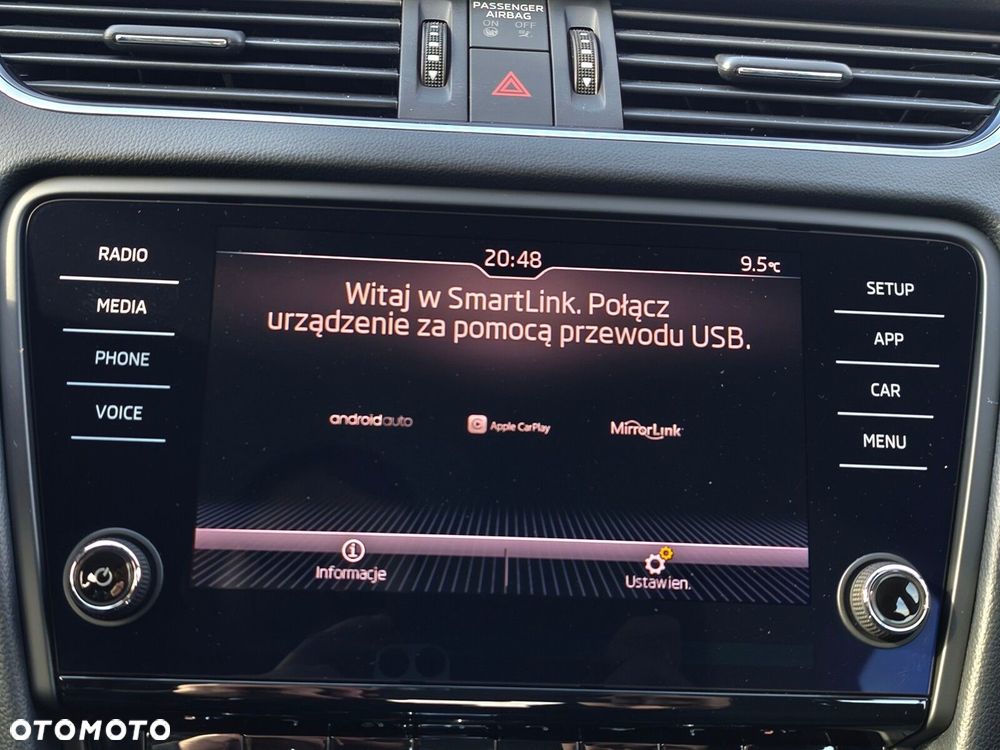 PASSENGER
AIRBAG
ON OFF
RADIO
MEDIA
PHONE
VOICE
20:48
9.5°C
Witaj w SmartLink. Połącz
urządzenie za pomocą przewodu USB.
androidauto
Apple CarPlay
MirrorLink
Informacje
Ustawien.
SETUP
APP
CAR
MENU
OTOMOTO